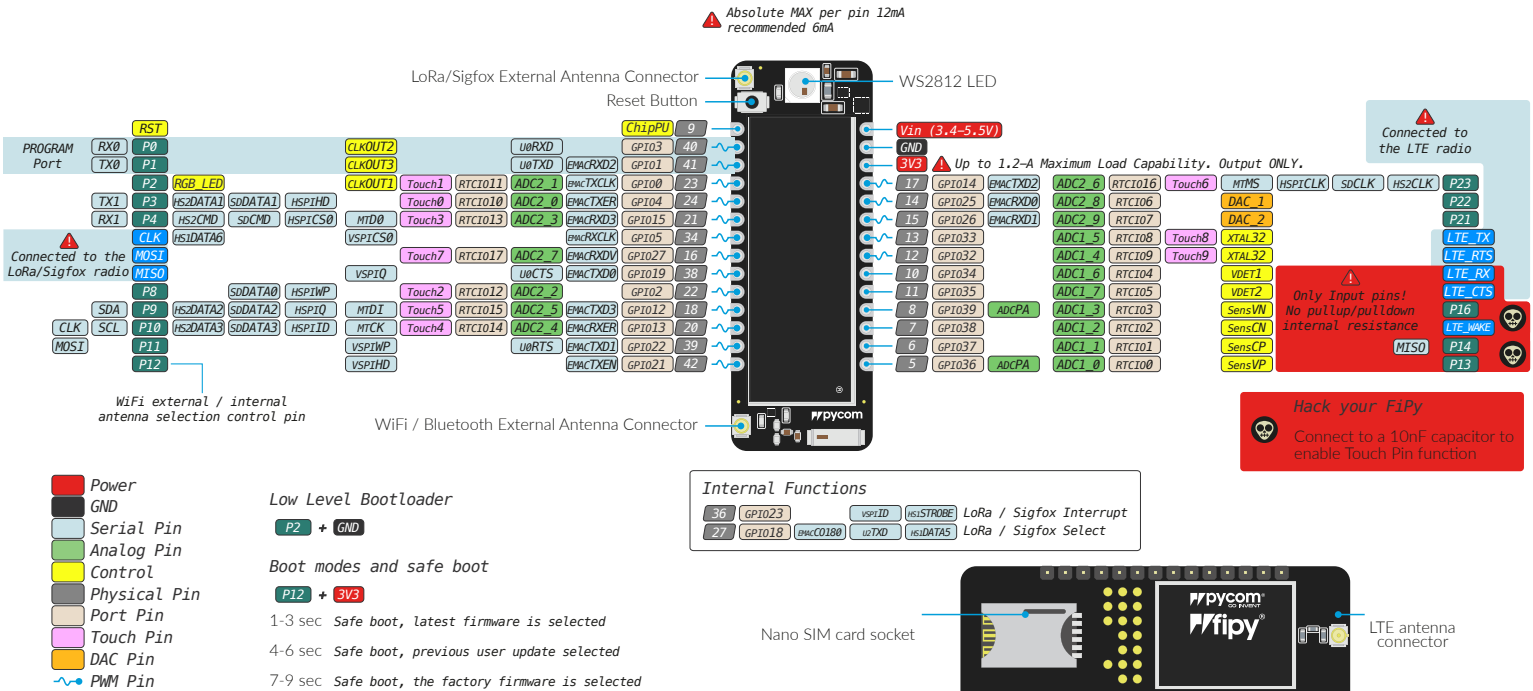 Absolute MAX per pin 12mA
recommended 6mA
LoRa/Sigfox External Antenna Connector
WS2812 LED
Reset Button
RST ChipPU 9
PROGRAM
Port
RX0 P0 CLKOUT2 U0RXD GPIO3 40
TX0 P1 CLKOUT3 U0TXD EMACRXD2 GPIO1 41
P2 RGB_LED CLKOUT1 Touch1 RTCIO11 ADC2_1 EMACTXCLK GPIO0 23
TX1 P3 HS2DATA1 SDDATA1 HSPIHD Touch0 RTCIO10 ADC2_0 EMACTXER GPIO4 24
RX1 P4 HS2CMD SDCMD HSPICS0 MTDO Touch3 RTCIO13 ADC2_3 EMACRXD3 GPIO15 21
CLK HS1DATA6 VSPICS0 EMACRXCLK GPIO5 34
Connected to the
LoRa/Sigfox radio
MOSI Touch7 RTCIO17 ADC2_7 EMACRXDV GPIO27 16
MISO VSPIQ U0CTS EMACTXD0 GPIO19 38
P8 SDDATA0 HSPIWP Touch2 RTCIO12 ADC2_2 GPIO2 22
SDA P9 HS2DATA2 SDDATA2 HSPIQ MTDI Touch5 RTCIO15 ADC2_5 EMACTXD3 GPIO12 18
CLK SCL P10 HS2DATA3 SDDATA3 HSPIID MTCK Touch4 RTCIO14 ADC2_4 EMACRXER GPIO13 20
MOSI P11 VSPIWP U0RTS EMACTXD1 GPIO22 39
P12 VSPIHD EMACTXEN GPIO21 42
WiFi external / internal
antenna selection control pin
WiFi / Bluetooth External Antenna Connector
pycom
Vin (3.4–5.5V)
GND
3V3 Up to 1.2–A Maximum Load Capability. Output ONLY.
Connected to
the LTE radio
17 GPIO14 EMACTXD2 ADC2_6 RTCIO16 Touch6 MTMS HSPICLK SDCLK HS2CLK P23
14 GPIO25 EMACRXD0 ADC2_8 RTCIO6 DAC_1 P22
15 GPIO26 EMACRXD1 ADC2_9 RTCIO7 DAC_2 P21
13 GPIO33 ADC1_5 RTCIO8 Touch8 XTAL32 LTE_TX
12 GPIO32 ADC1_4 RTCIO9 Touch9 XTAL32 LTE_RTS
10 GPIO34 ADC1_6 RTCIO4 VDET1 LTE_RX
11 GPIO35 ADC1_7 RTCIO5 VDET2 LTE_CTS
8 GPIO39 ADCPA ADC1_3 RTCIO3 SensVN P16
7 GPIO38 ADC1_2 RTCIO2 SensCN LTE_WAKE
6 GPIO37 ADC1_1 RTCIO1 SensCP MISO P14
5 GPIO36 ADCPA ADC1_0 RTCIO0 SensVP P13
Only Input pins!
No pullup/pulldown
internal resistance
Hack your FiPy
Connect to a 10nF capacitor to
enable Touch Pin function
Power
GND
Serial Pin
Analog Pin
Control
Physical Pin
Port Pin
Touch Pin
DAC Pin
PWM Pin
Low Level Bootloader
P2 + GND
Boot modes and safe boot
P12 + 3V3
1-3 sec Safe boot, latest firmware is selected
4-6 sec Safe boot, previous user update selected
7-9 sec Safe boot, the factory firmware is selected
Internal Functions
36 GPIO23 VSPIID HS1STROBE LoRa / Sigfox Interrupt
27 GPIO18 EMACCO180 U2TXD HS1DATA5 LoRa / Sigfox Select
Nano SIM card socket
pycom
GO INVENT
fipy
LTE antenna
connector